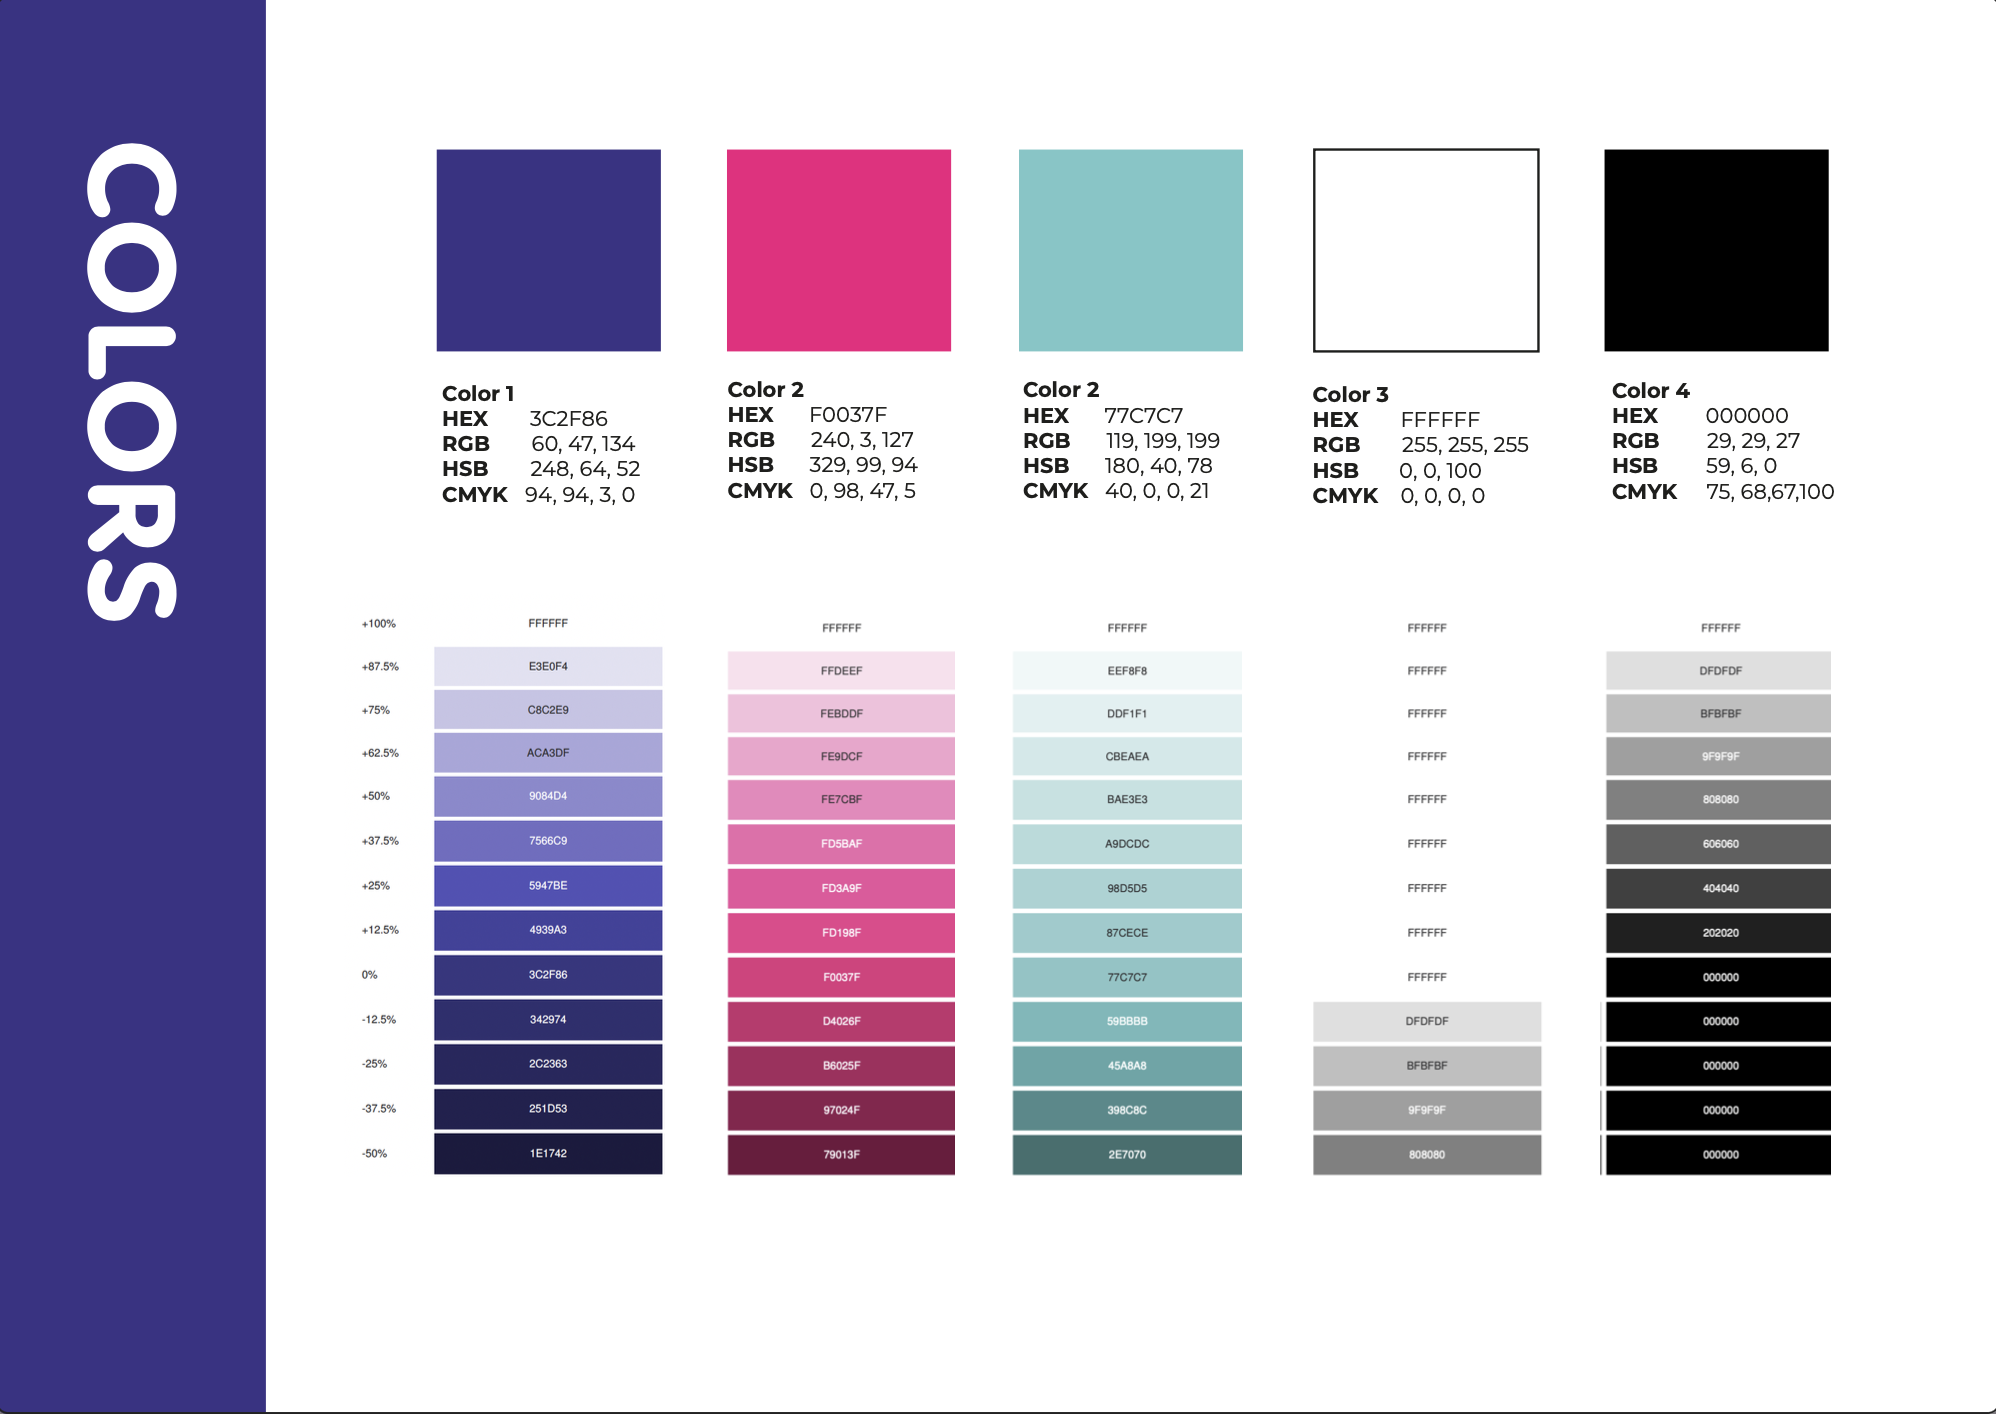 COLORS
Color 1
HEX 3C2F86
RGB 60, 47, 134
HSB 248, 64, 52
CMYK 94, 94, 3, 0
Color 2
HEX F0037F
RGB 240, 3, 127
HSB 329, 99, 94
CMYK 0, 98, 47, 5
Color 2
HEX 77C7C7
RGB 119, 199, 199
HSB 180, 40, 78
CMYK 40, 0, 0, 21
Color 3
HEX FFFFFF
RGB 255, 255, 255
HSB 0, 0, 100
CMYK 0, 0, 0, 0
Color 4
HEX 000000
RGB 29, 29, 27
HSB 59, 6, 0
CMYK 75, 68,67,100
+100% FFFFFF FFFFFF FFFFFF FFFFFF FFFFFF
+87.5% E3E0F4 FFDEEF EEF8F8 FFFFFF DFDFDF
+75% C8C2E9 FEBDDF DDF1F1 FFFFFF BFBFBF
+62.5% ACA3DF FE9DCF CBEAEA FFFFFF 9F9F9F
+50% 9084D4 FE7CBF BAE3E3 FFFFFF 808080
+37.5% 7566C9 FD5BAF A9DCDC FFFFFF 606060
+25% 5947BE FD3A9F 98D5D5 FFFFFF 404040
+12.5% 4939A3 FD198F 87CECE FFFFFF 202020
0% 3C2F86 F0037F 77C7C7 FFFFFF 000000
-12.5% 342974 D4026F 59BBBB DFDFDF 000000
-25% 2C2363 B6025F 45A8A8 BFBFBF 000000
-37.5% 251D53 97024F 398C8C 9F9F9F 000000
-50% 1E1742 79013F 2E7070 808080 000000